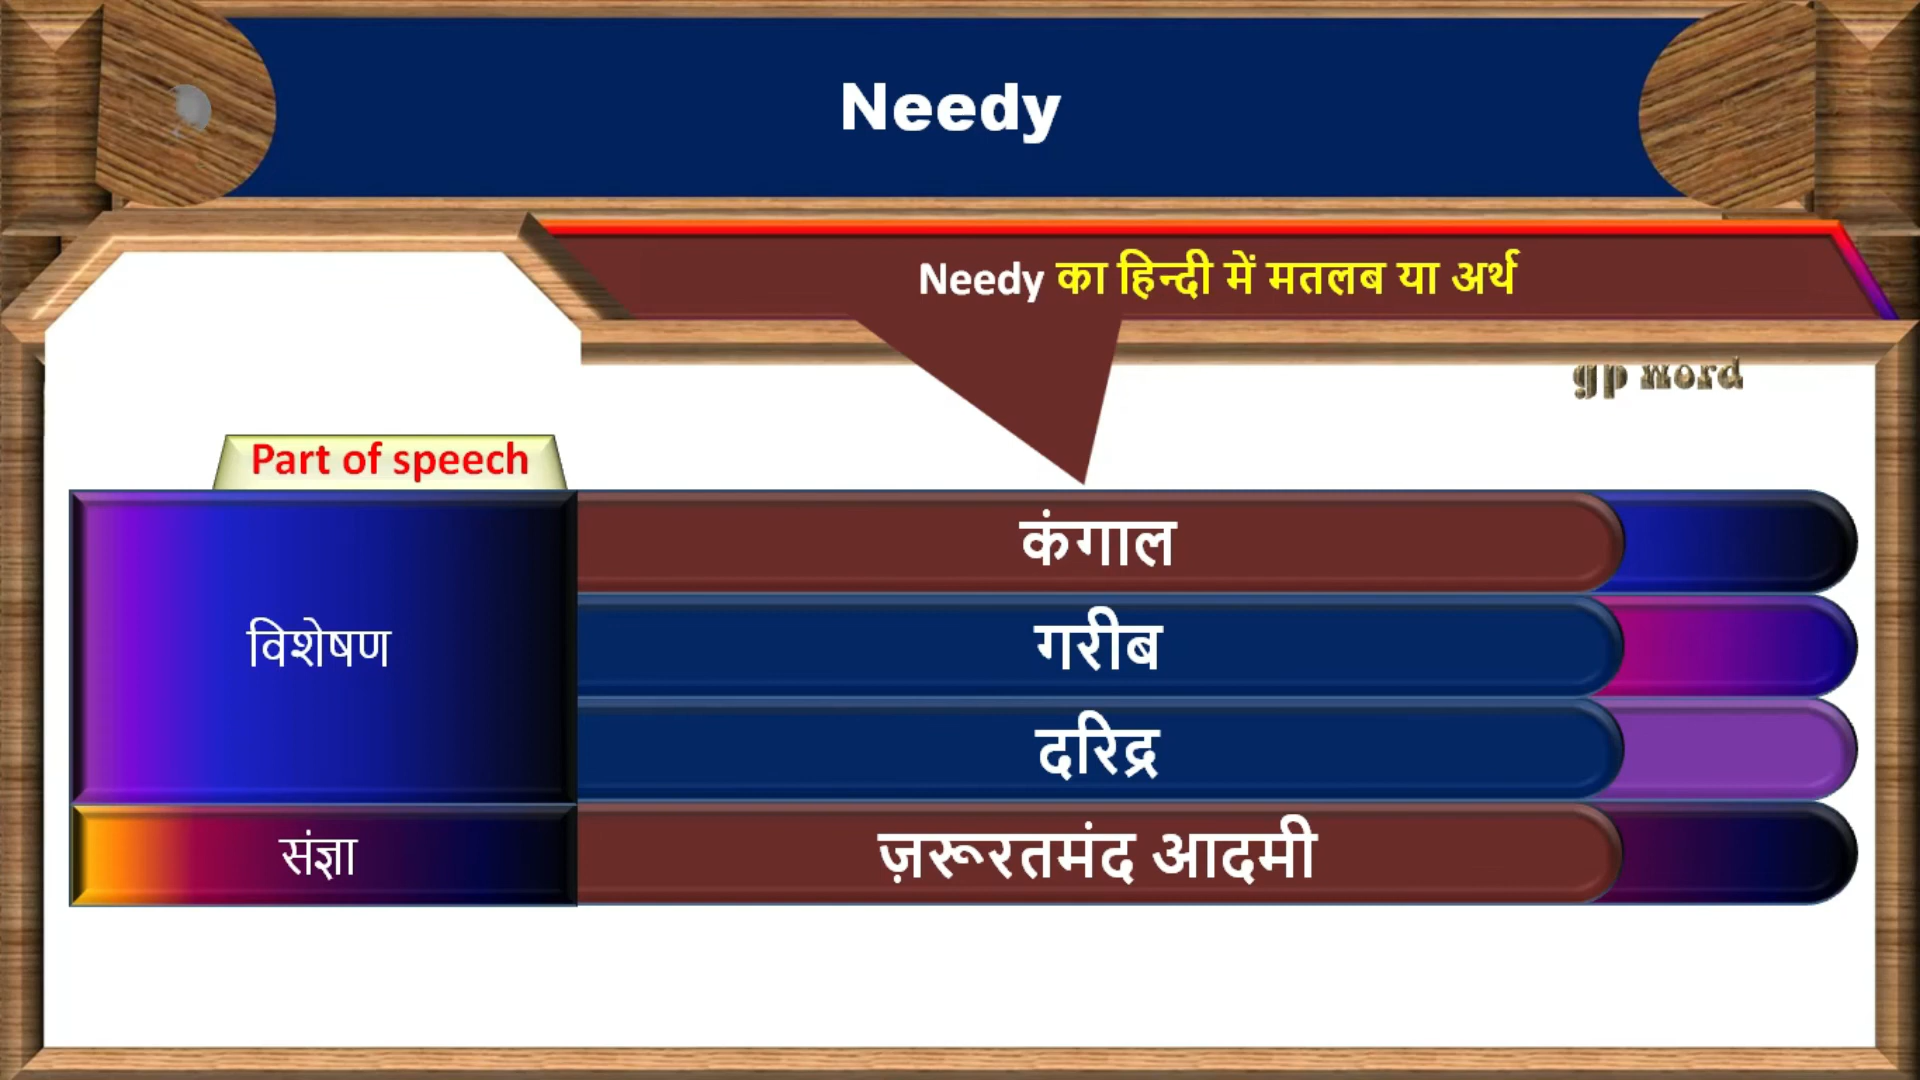 Needy
Needy का हिन्दी में मतलब या अर्थ
gp word
Part of speech
विशेषण
कंगाल
गरीब
दरिद्र
संज्ञा
ज़रूरतमंद आदमी